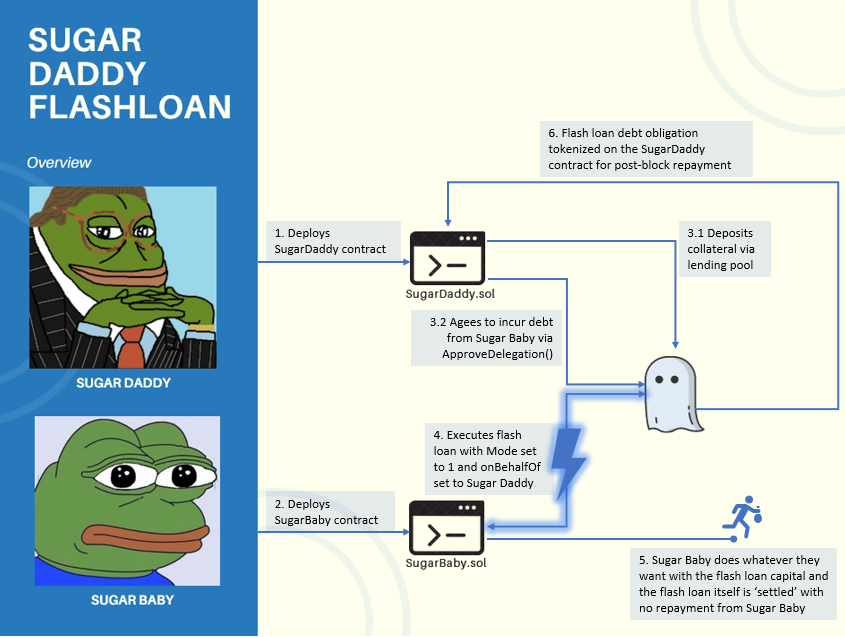 SUGAR
DADDY
FLASHLOAN
Overview
SUGAR DADDY
SUGAR BABY
1. Deploys
SugarDaddy contract
SugarDaddy.sol
6. Flash loan debt obligation
tokenized on the SugarDaddy
contract for post-block repayment
3.1 Deposits
collateral via
lending pool
3.2 Agees to incur debt
from Sugar Baby via
ApproveDelegation()
4. Executes flash
loan with Mode set
to 1 and onBehalfOf
set to Sugar Daddy
2. Deploys
SugarBaby contract
SugarBaby.sol
5. Sugar Baby does whatever they
want with the flash loan capital and
the flash loan itself is ‘settled’ with
no repayment from Sugar Baby